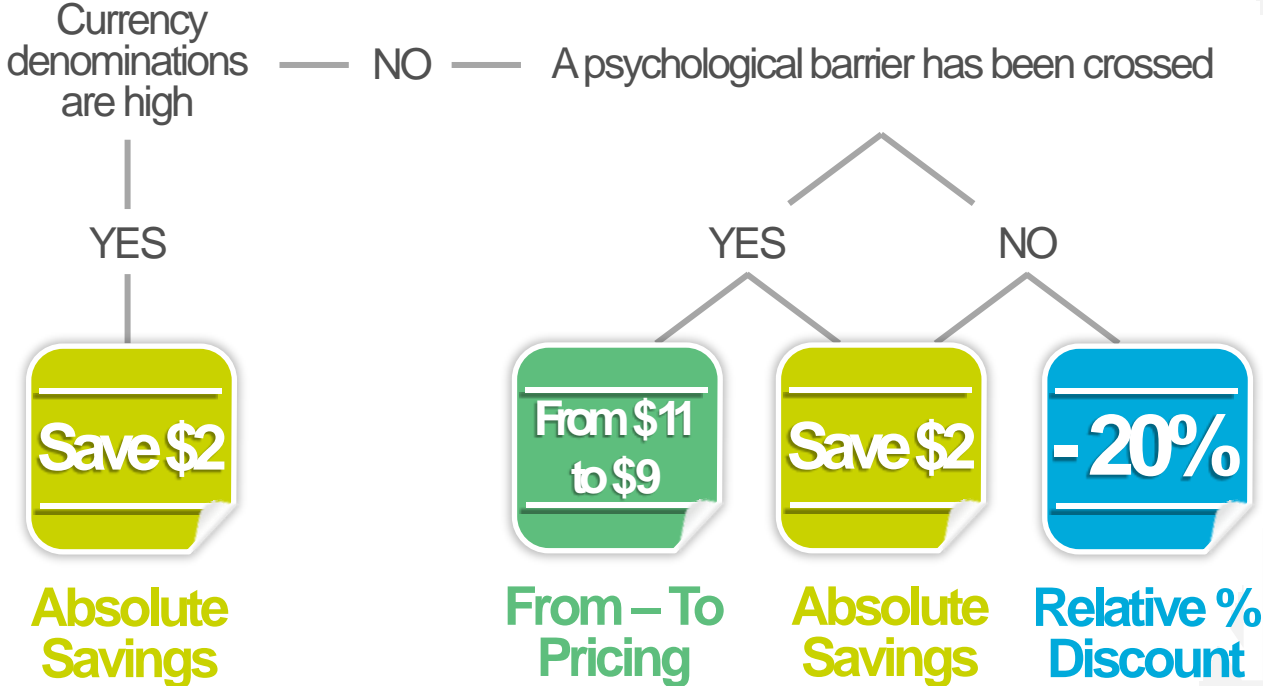 Currency
denominations
are high
NO
A psychological barrier has been crossed
YES
YES
NO
Save $2
From $11
to $9
Save $2
- 20%
Absolute
Savings
From – To
Pricing
Absolute
Savings
Relative %
Discount